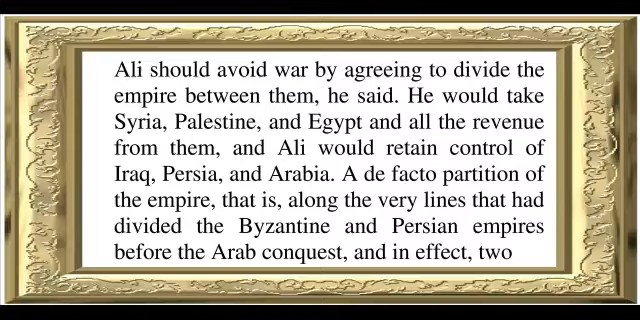 Ali should avoid war by agreeing to divide the
empire between them, he said. He would take
Syria, Palestine, and Egypt and all the revenue
from them, and Ali would retain control of
Iraq, Persia, and Arabia. A de facto partition of
the empire, that is, along the very lines that had
divided the Byzantine and Persian empires
before the Arab conquest, and in effect, two